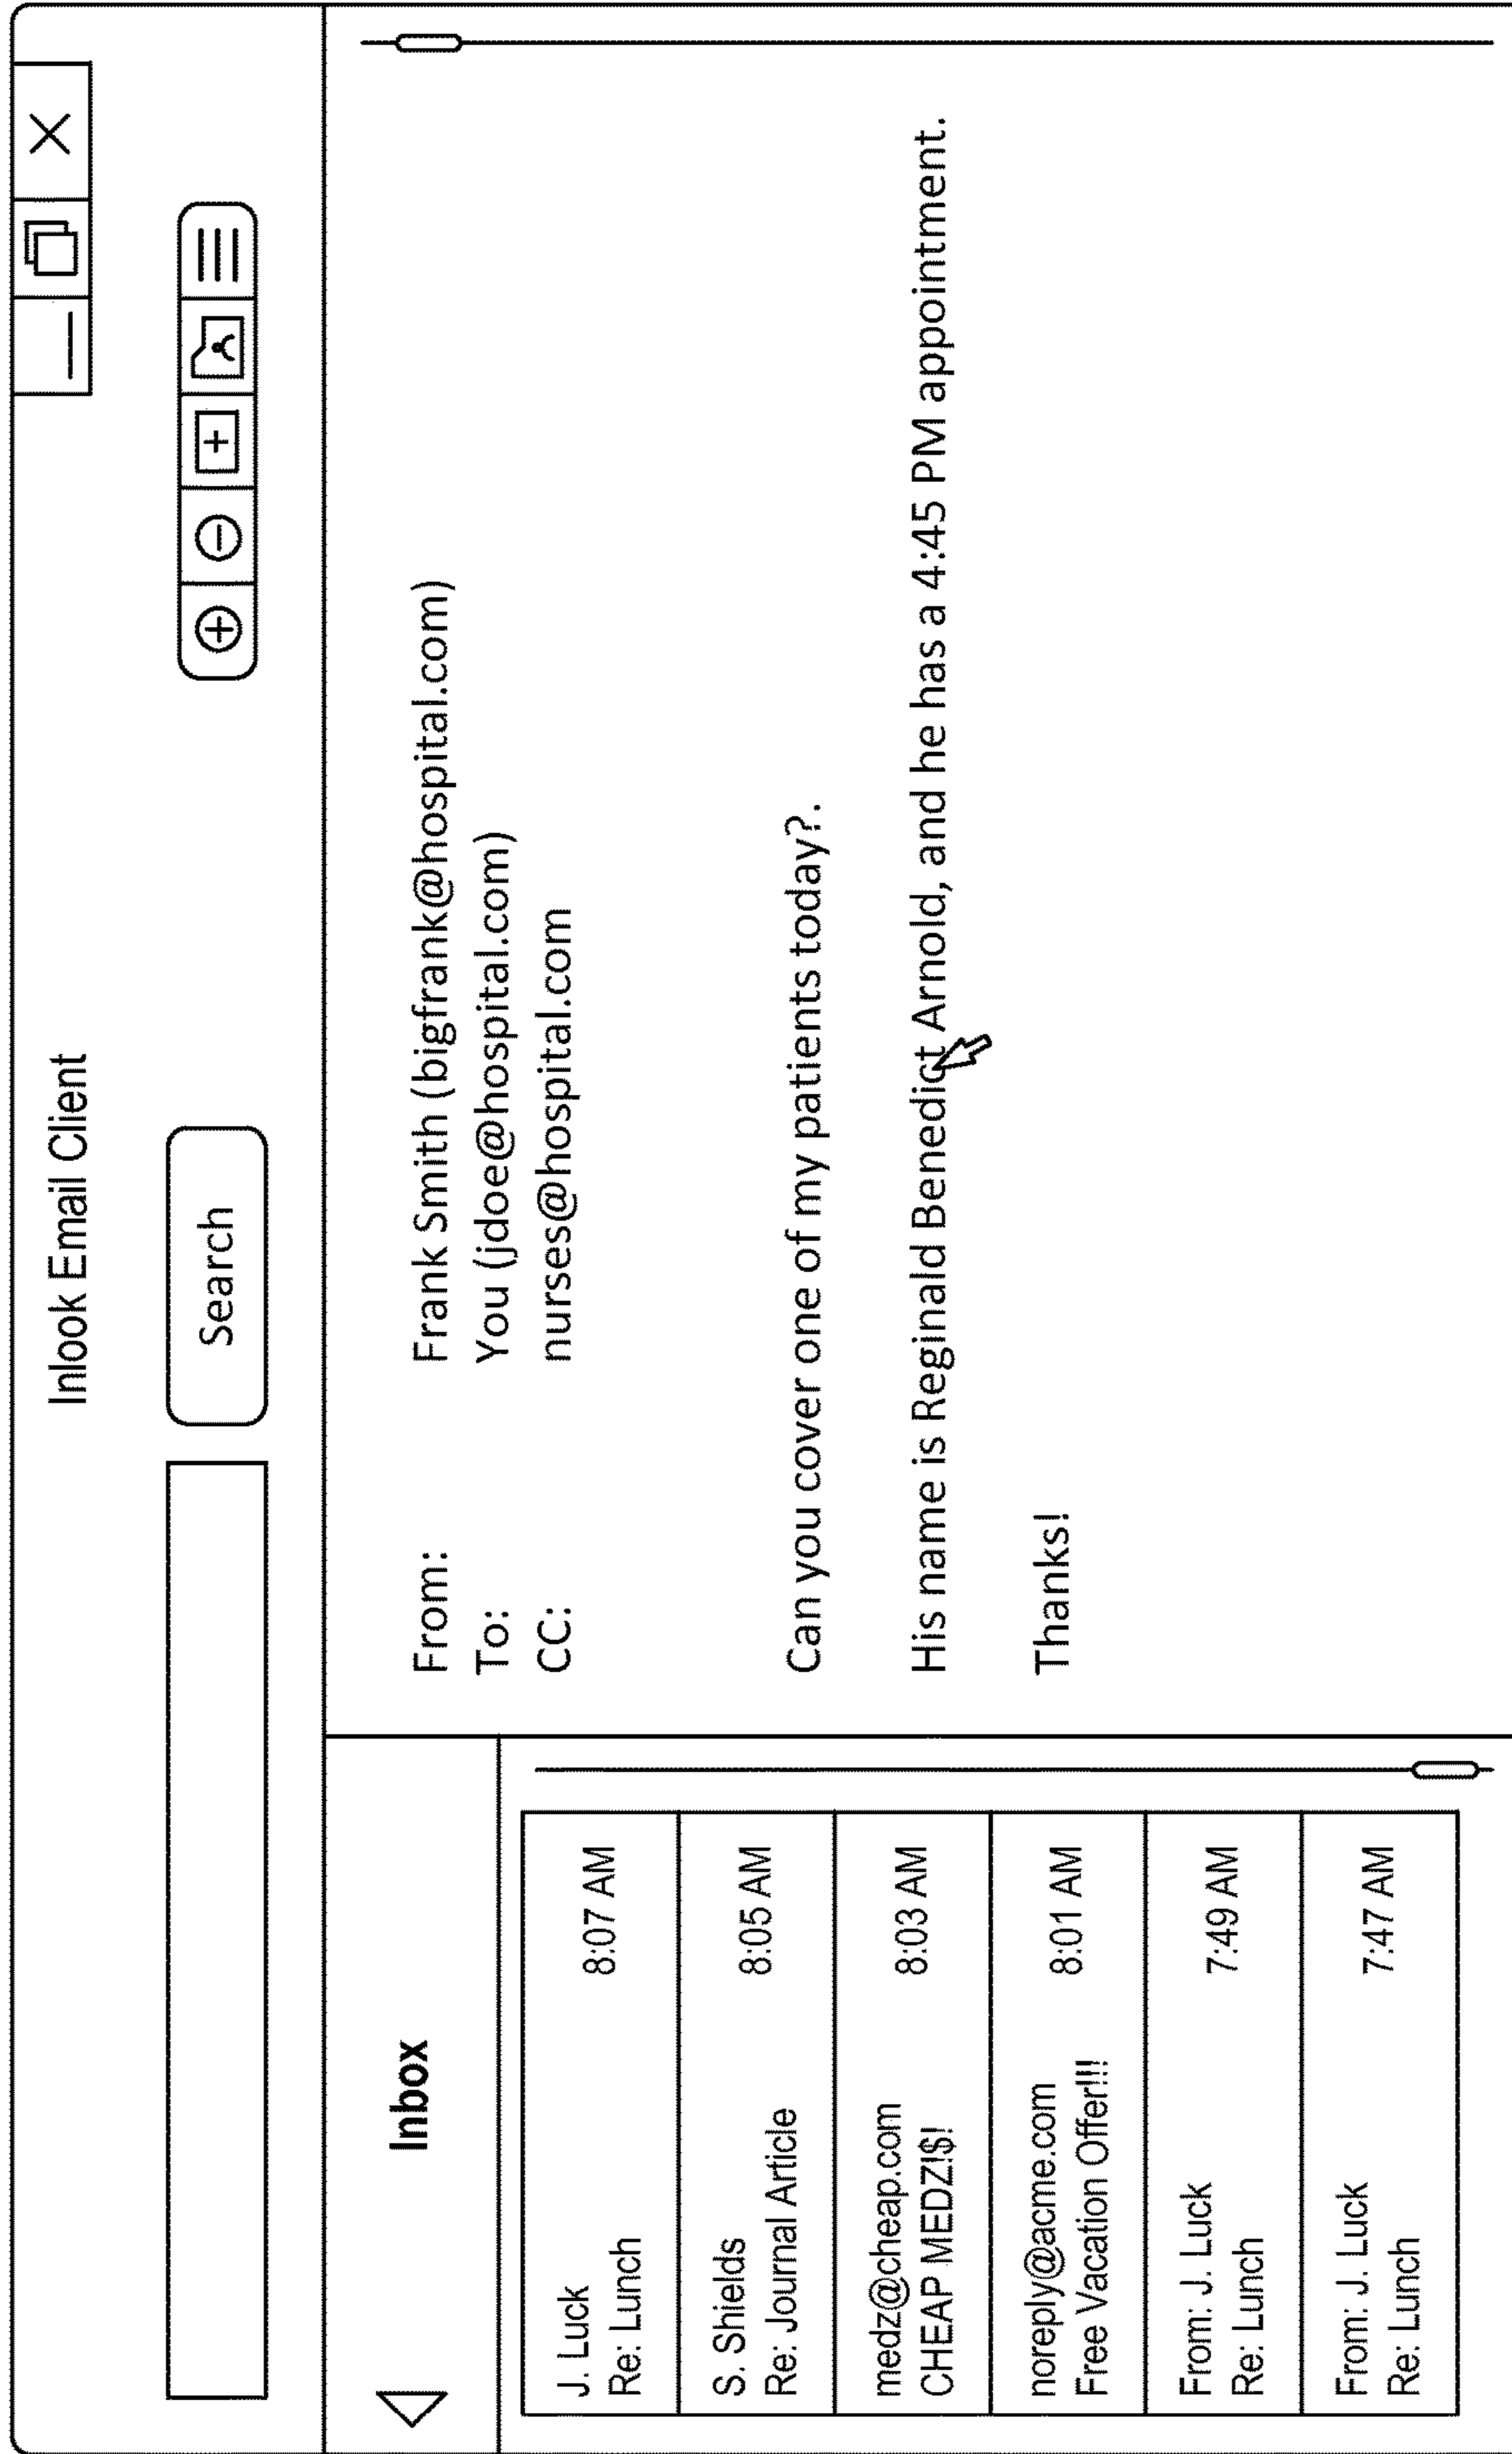 Inlook Email Client
Search
Inbox
J. Luck
Re: Lunch 8:07 AM
S. Shields
Re: Journal Article 8:05 AM
medz@cheap.com
CHEAP MEDZ!$! 8:03 AM
noreply@acme.com
Free Vacation Offer!!! 8:01 AM
From: J. Luck
Re: Lunch 7:49 AM
From: J. Luck
Re: Lunch 7:47 AM
From: Frank Smith (bigfrank@hospital.com)
To: You (jdoe@hospital.com)
CC: nurses@hospital.com
Can you cover one of my patients today?.
His name is Reginald Benedict Arnold, and he has a 4:45 PM appointment.
Thanks!